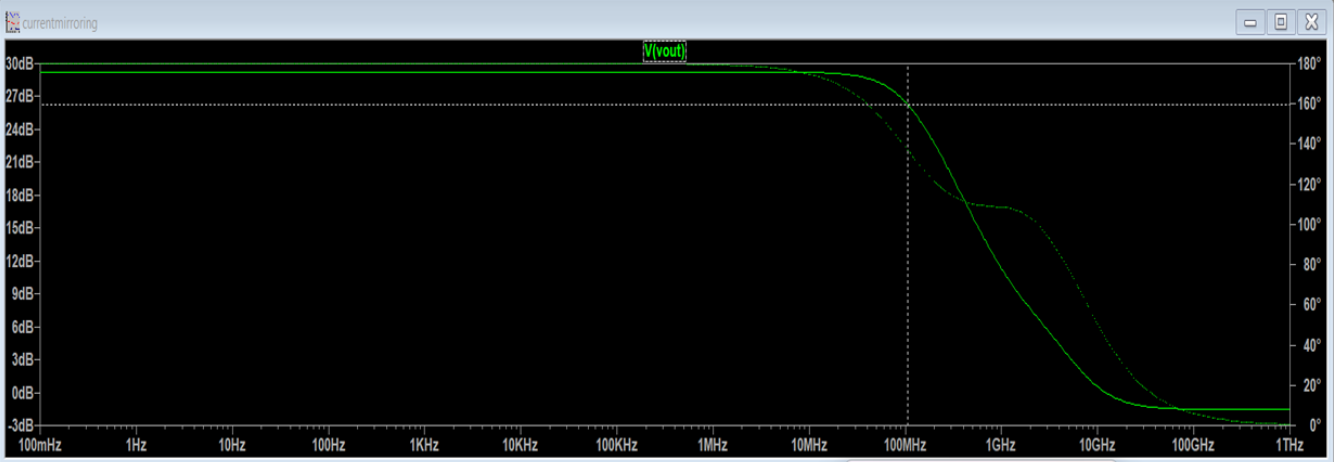 currentmirroring
V(vout)
30dB 180°
27dB 160°
24dB 140°
21dB 120°
18dB 100°
15dB 80°
12dB 60°
9dB 40°
6dB 20°
3dB 0°
0dB
-3dB
100mHz 1Hz 10Hz 100Hz 1KHz 10KHz 100KHz 1MHz 10MHz 100MHz 1GHz 10GHz 100GHz 1THz